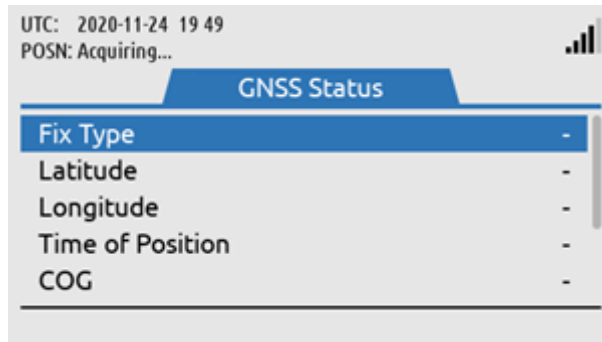 UTC: 2020-11-24 19 49
POSN: Acquiring...
GNSS Status
Fix Type -
Latitude -
Longitude -
Time of Position -
COG -